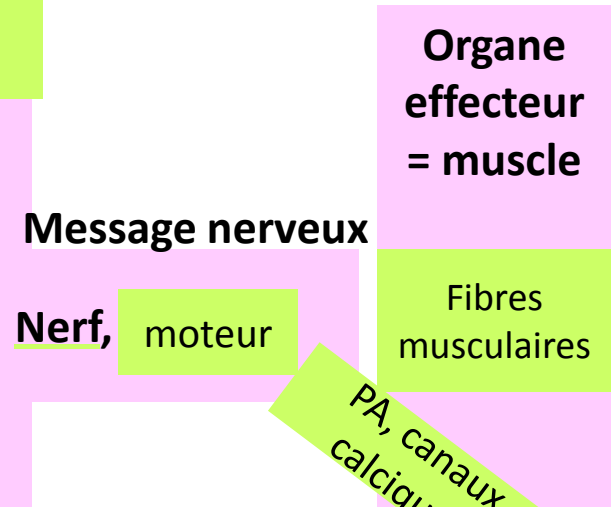 Organe
effecteur
= muscle
Message nerveux
Nerf, moteur
Fibres
musculaires
PA, canaux